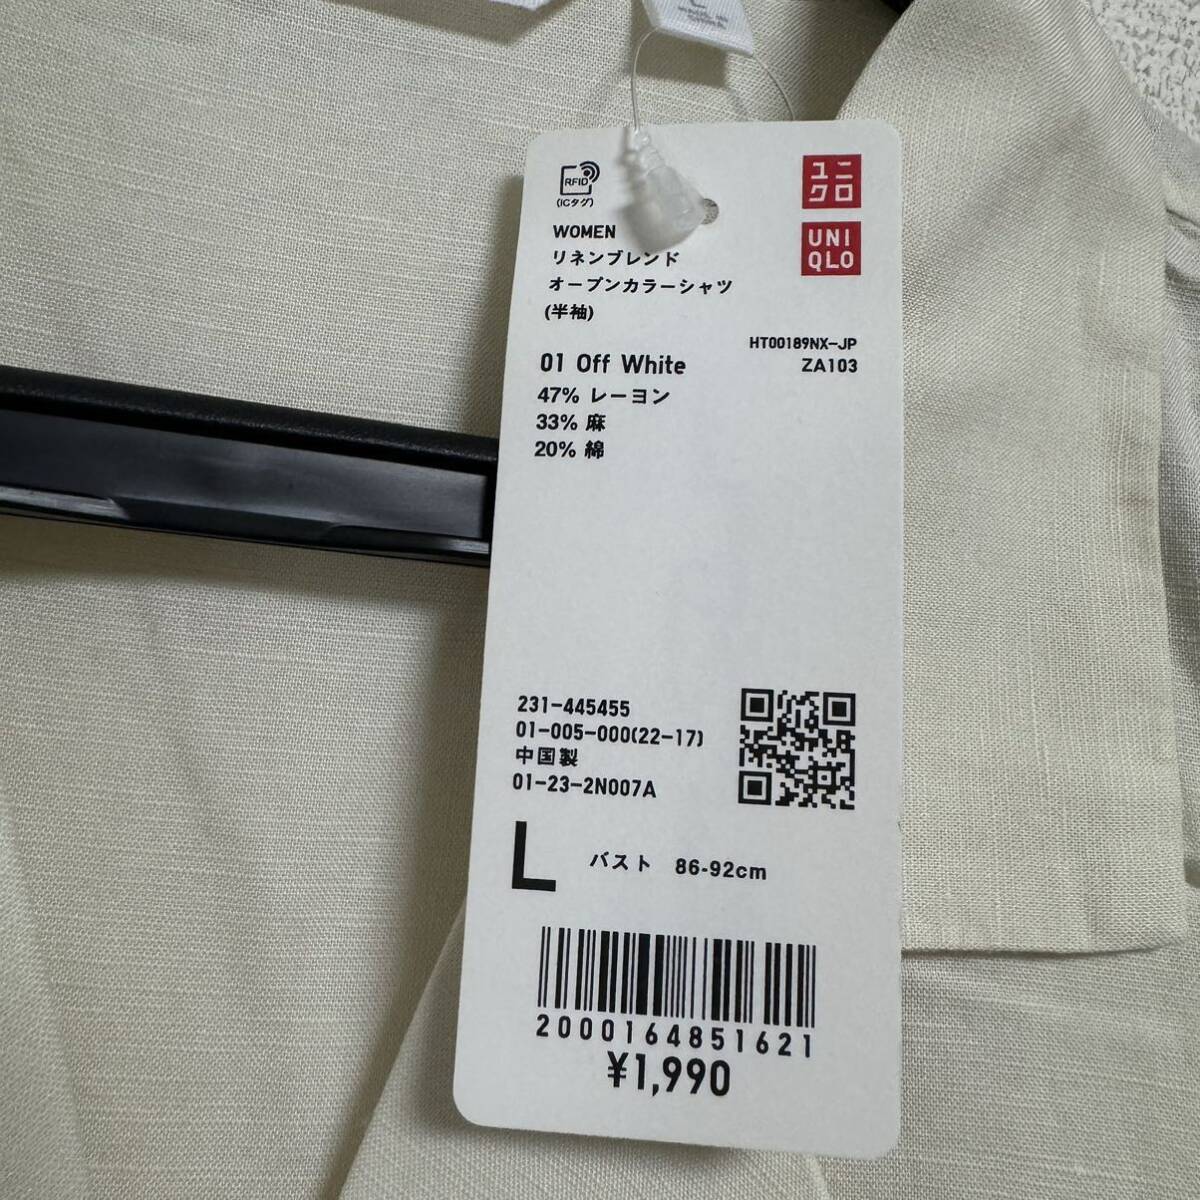 L
RFID
(ICタグ)
ユニ
クロ
UNI
QLO
WOMEN
リネンブレンド
オープンカラーシャツ
(半袖)
HT00189NX-JP
ZA103
01 Off White
47% レーヨン
33% 麻
20% 綿
231-445455
01-005-000(22-17)
中国製
01-23-2N007A
L バスト 86-92cm
2000164851621
¥1,990